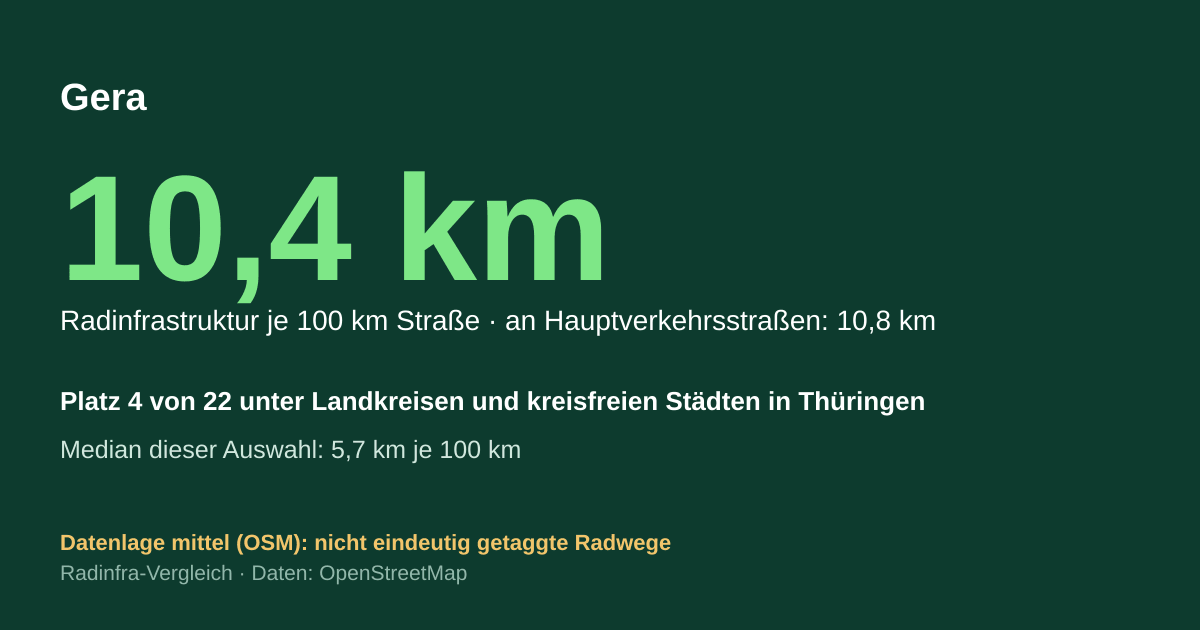 Gera
10,4 km
Radinfrastruktur je 100 km Straße · an Hauptverkehrsstraßen: 10,8 km
Platz 4 von 22 unter Landkreisen und kreisfreien Städten in Thüringen
Median dieser Auswahl: 5,7 km je 100 km
Datenlage mittel (OSM): nicht eindeutig getaggte Radwege
Radinfra-Vergleich · Daten: OpenStreetMap